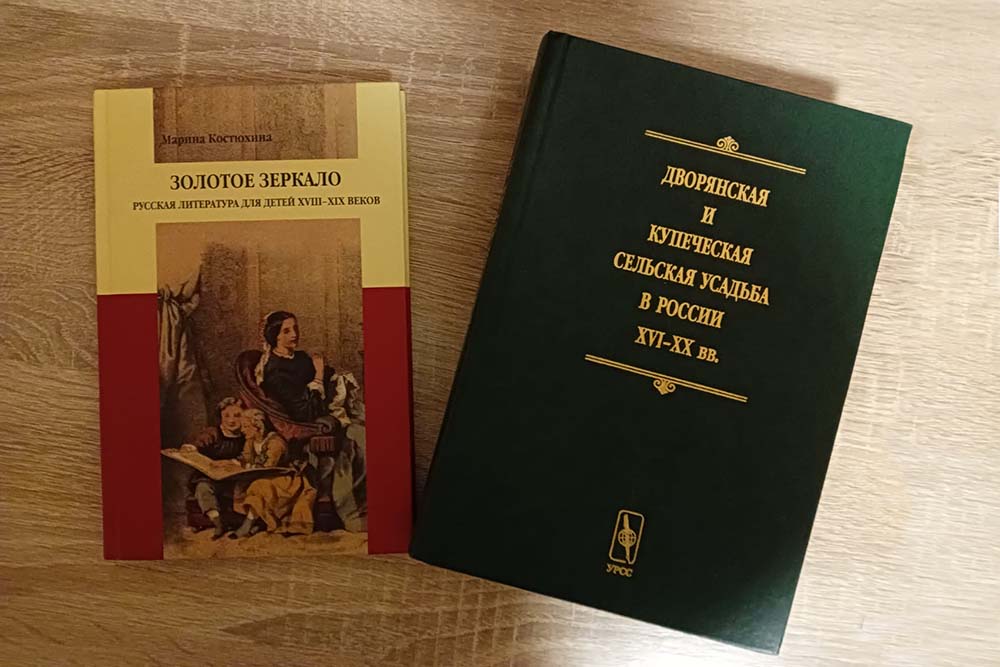 Марина Костюхина
ЗОЛОТОЕ ЗЕРКАЛО
РУССКАЯ ЛИТЕРАТУРА ДЛЯ ДЕТЕЙ XVIII–XIX ВЕКОВ
ДВОРЯНСКАЯ
И
КУПЕЧЕСКАЯ
СЕЛЬСКАЯ УСАДЬБА
В РОССИИ
XVI–XX вв.
УРСС